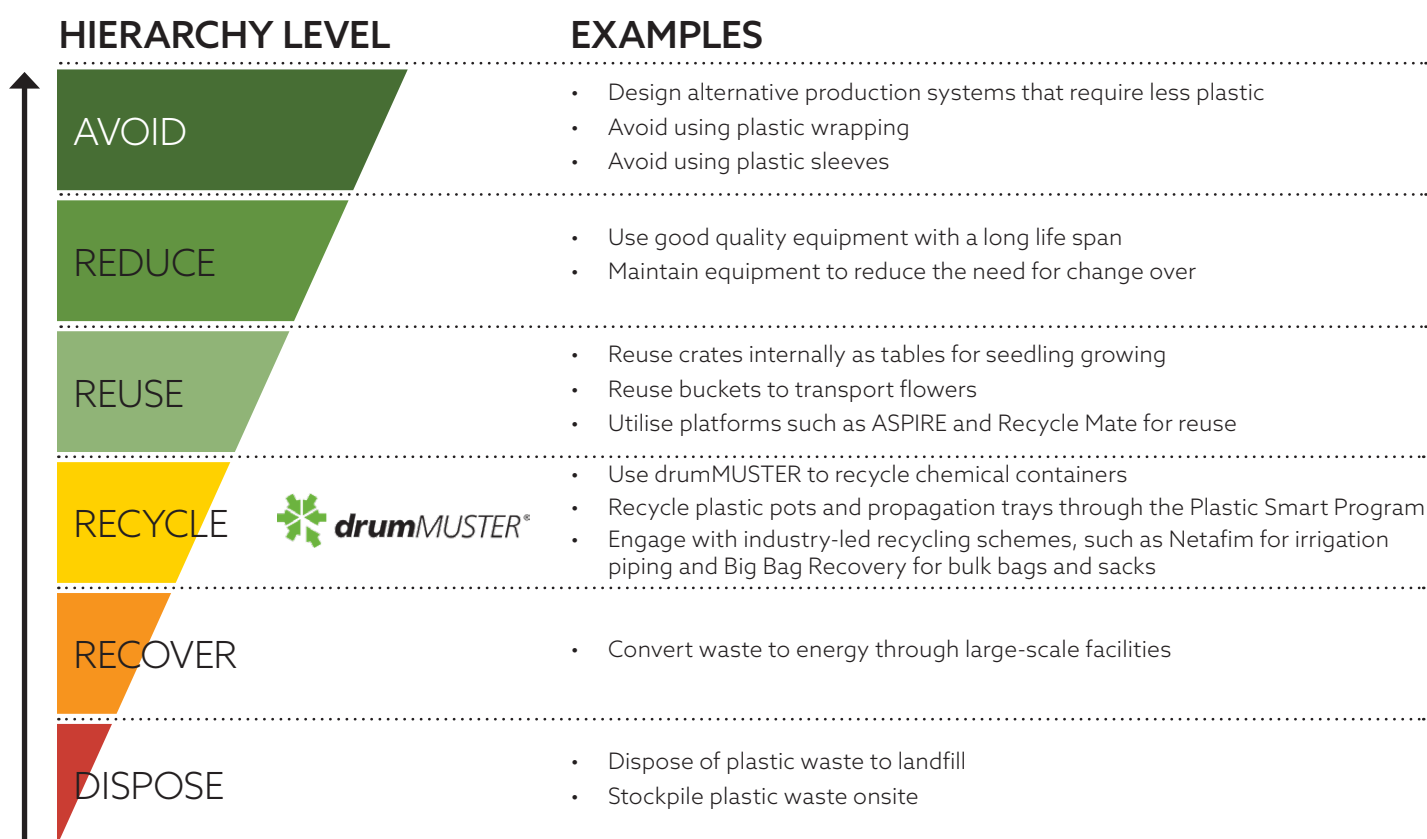 HIERARCHY LEVEL
EXAMPLES
AVOID
• Design alternative production systems that require less plastic
• Avoid using plastic wrapping
• Avoid using plastic sleeves
REDUCE
• Use good quality equipment with a long life span
• Maintain equipment to reduce the need for change over
REUSE
• Reuse crates internally as tables for seedling growing
• Reuse buckets to transport flowers
• Utilise platforms such as ASPIRE and Recycle Mate for reuse
RECYCLE
drumMUSTER®
• Use drumMUSTER to recycle chemical containers
• Recycle plastic pots and propagation trays through the Plastic Smart Program
• Engage with industry-led recycling schemes, such as Netafim for irrigation
piping and Big Bag Recovery for bulk bags and sacks
RECOVER
• Convert waste to energy through large-scale facilities
DISPOSE
• Dispose of plastic waste to landfill
• Stockpile plastic waste onsite